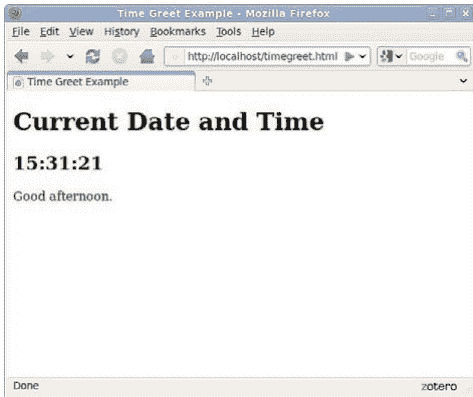 Time Greet Example - Mozilla Firefox
File Edit View History Bookmarks Tools Help
http://localhost/timegreet.html Google
Time Greet Example
Current Date and Time
15:31:21
Good afternoon.
Done zotero